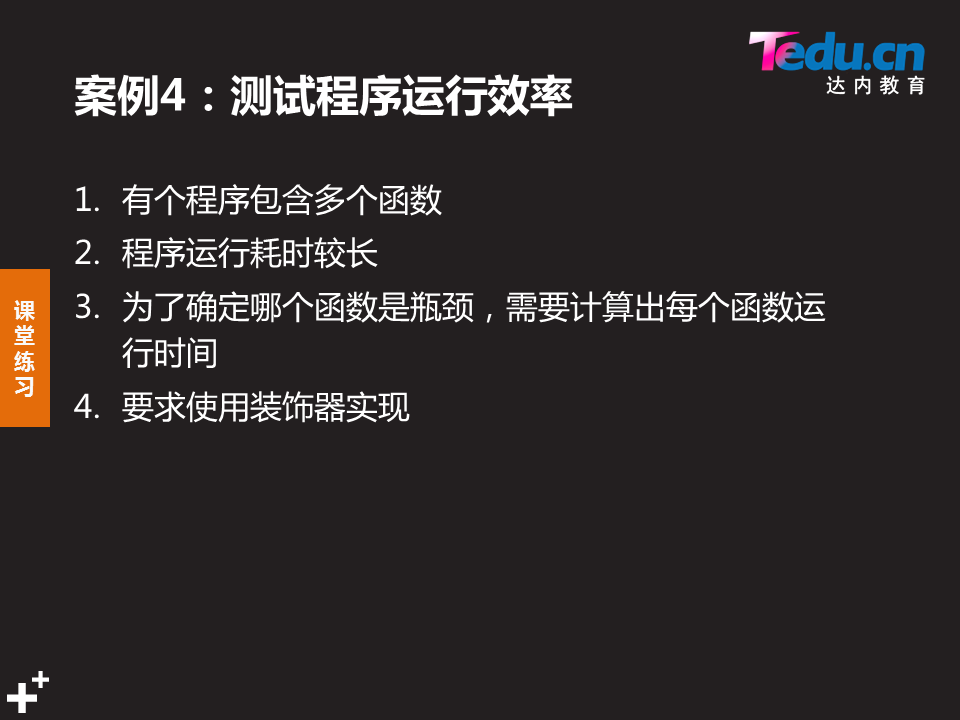 Tedu.cn
达内教育
案例4：测试程序运行效率
1. 有个程序包含多个函数
2. 程序运行耗时较长
3. 为了确定哪个函数是瓶颈，需要计算出每个函数运
行时间
4. 要求使用装饰器实现
课
堂
练
习